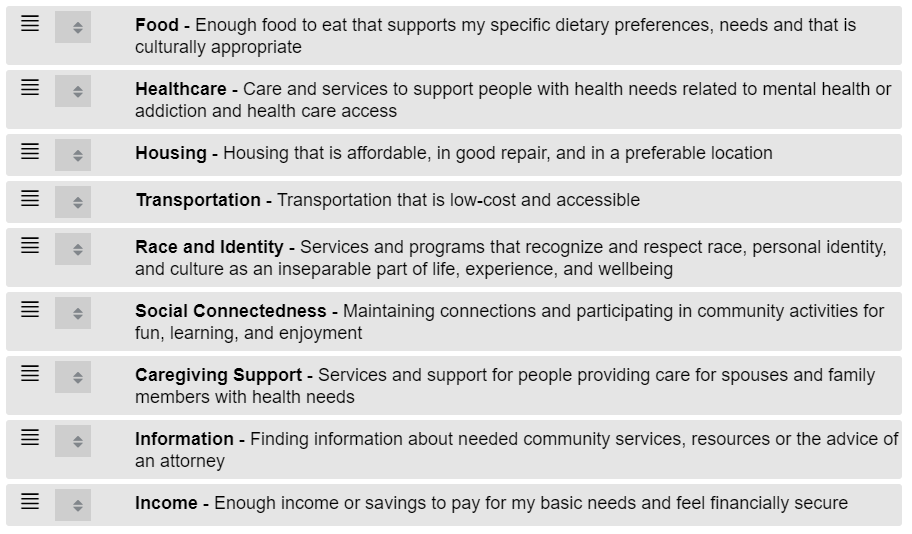 Food - Enough food to eat that supports my specific dietary preferences, needs and that is
culturally appropriate
Healthcare - Care and services to support people with health needs related to mental health or
addiction and health care access
Housing - Housing that is affordable, in good repair, and in a preferable location
Transportation - Transportation that is low-cost and accessible
Race and Identity - Services and programs that recognize and respect race, personal identity,
and culture as an inseparable part of life, experience, and wellbeing
Social Connectedness - Maintaining connections and participating in community activities for
fun, learning, and enjoyment
Caregiving Support - Services and support for people providing care for spouses and family
members with health needs
Information - Finding information about needed community services, resources or the advice of
an attorney
Income - Enough income or savings to pay for my basic needs and feel financially secure